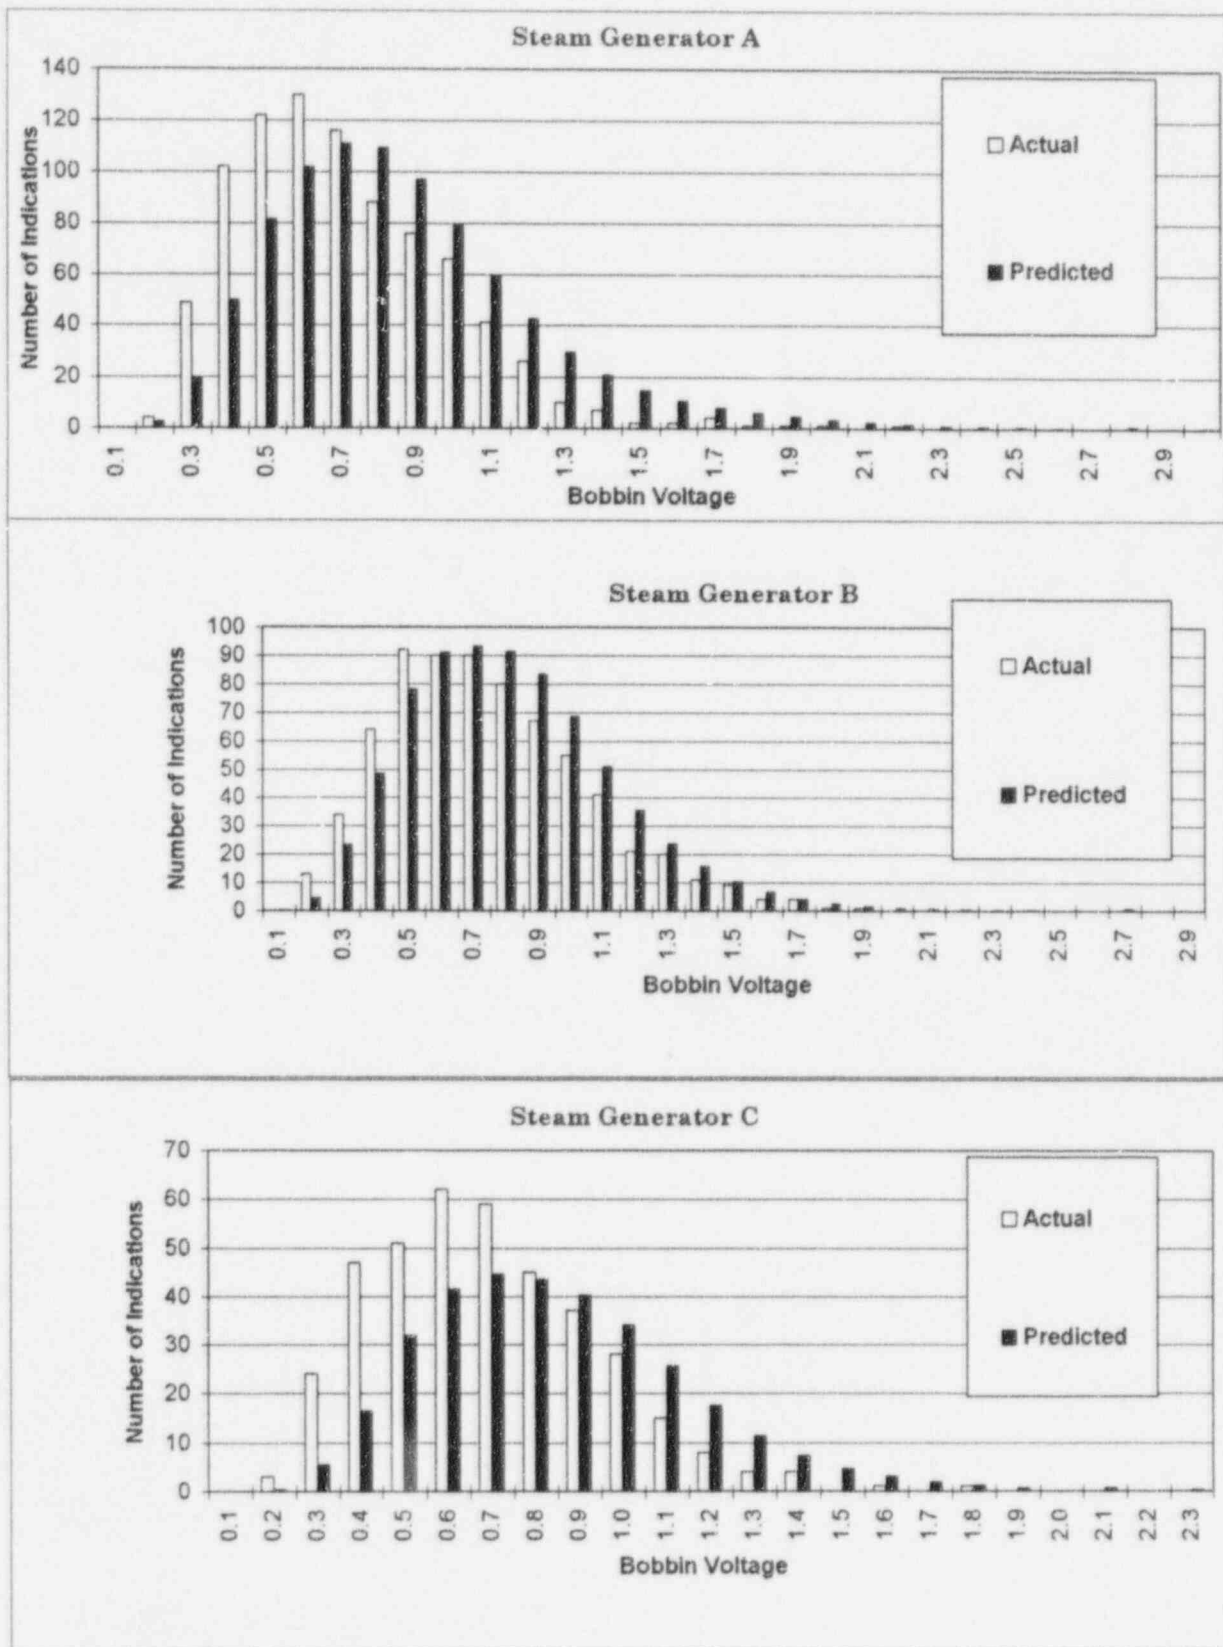 Steam Generator A
140
120
100
80
60
40
20
0
Number of Indications
Actual
Predicted
0.1 0.3 0.5 0.7 0.9 1.1 1.3 1.5 1.7 1.9 2.1 2.3 2.5 2.7 2.9
Bobbin Voltage
Steam Generator B
100
90
80
70
60
50
40
30
20
10
0
Number of Indications
Actual
Predicted
0.1 0.3 0.5 0.7 0.9 1.1 1.3 1.5 1.7 1.9 2.1 2.3 2.5 2.7 2.9
Bobbin Voltage
Steam Generator C
70
60
50
40
30
20
10
0
Number of Indications
Actual
Predicted
0.1 0.2 0.3 0.4 0.5 0.6 0.7 0.8 0.9 1.0 1.1 1.2 1.3 1.4 1.5 1.6 1.7 1.8 1.9 2.0 2.1 2.2 2.3
Bobbin Voltage